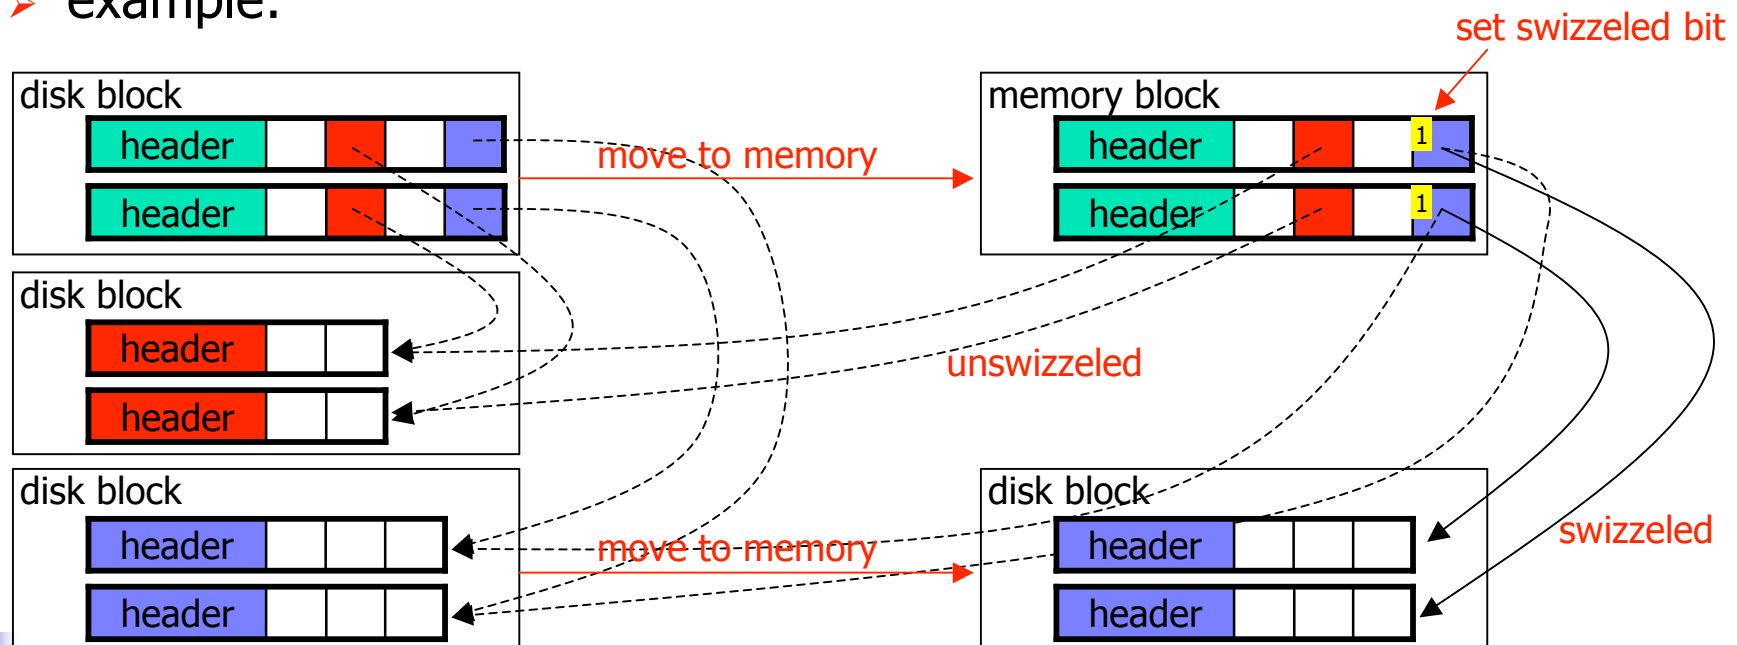 example:
set swizzeled bit
disk block
header
header
move to memory
memory block
header
1
header
1
disk block
header
header
unswizzeled
disk block
header
header
move to memory
disk block
header
header
swizzeled